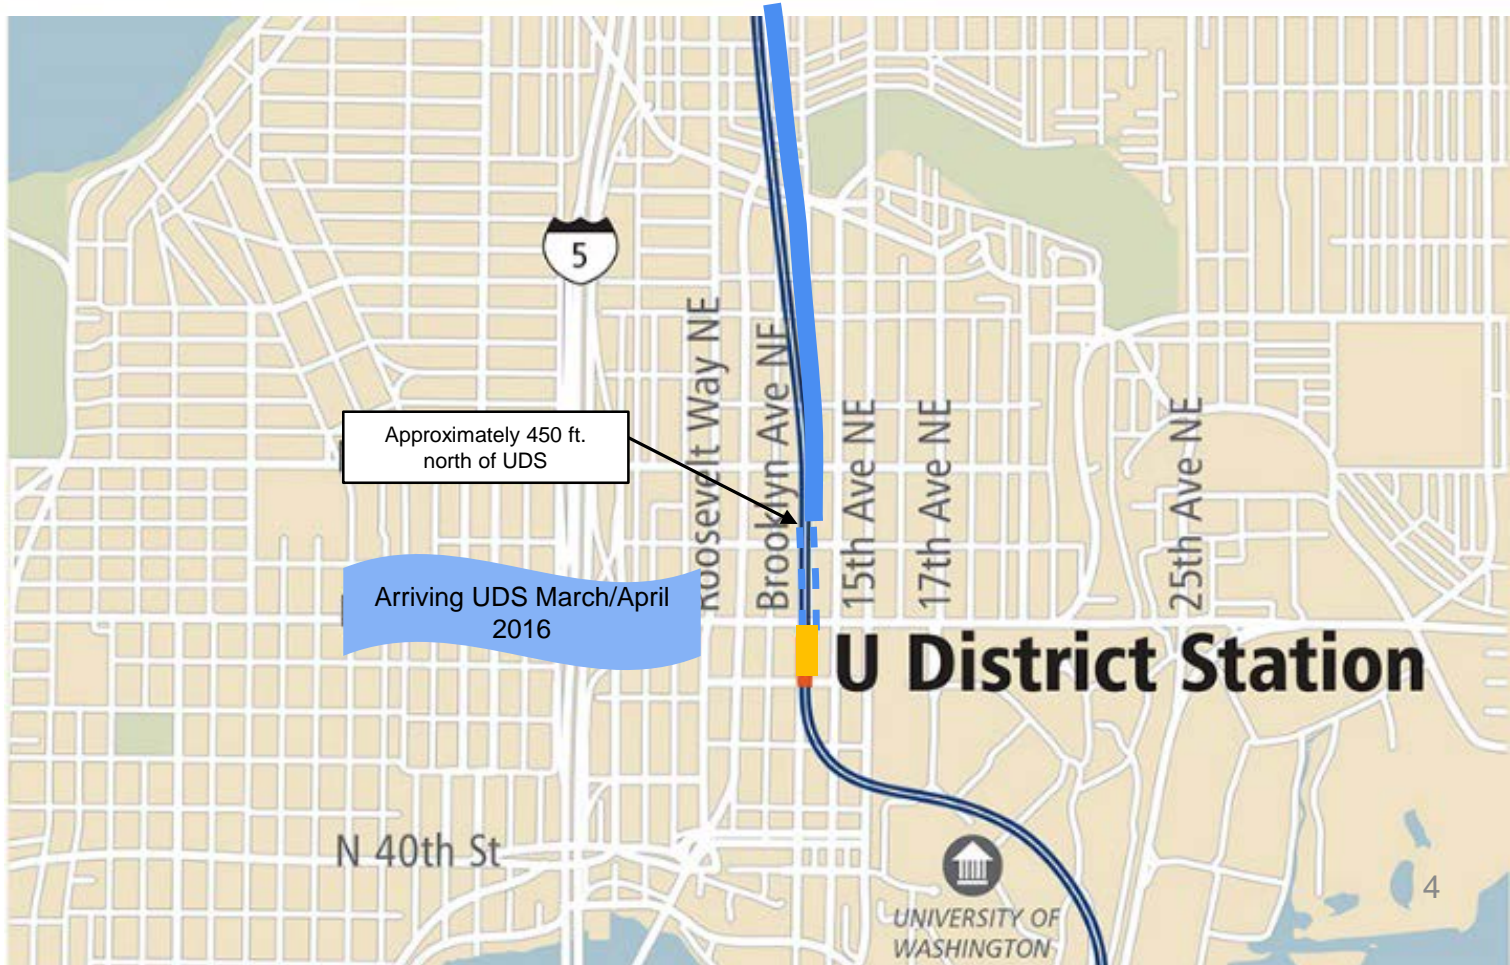 5
Roosevelt Way NE
Brooklyn Ave NE
15th Ave NE
17th Ave NE
25th Ave NE
Approximately 450 ft.
north of UDS
Arriving UDS March/April
2016
U District Station
N 40th St
UNIVERSITY OF
WASHINGTON
4